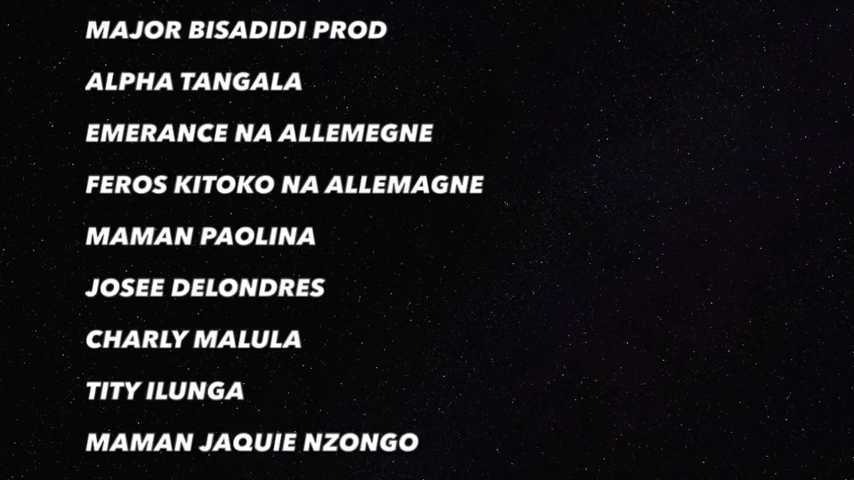 MAJOR BISADIDI PROD
ALPHA TANGALA
EMERANCE NA ALLEMEGNE
FEROS KITOKO NA ALLEMAGNE
MAMAN PAOLINA
JOSEE DELONDRES
CHARLY MALULA
TITY ILUNGA
MAMAN JAQUIE NZONGO